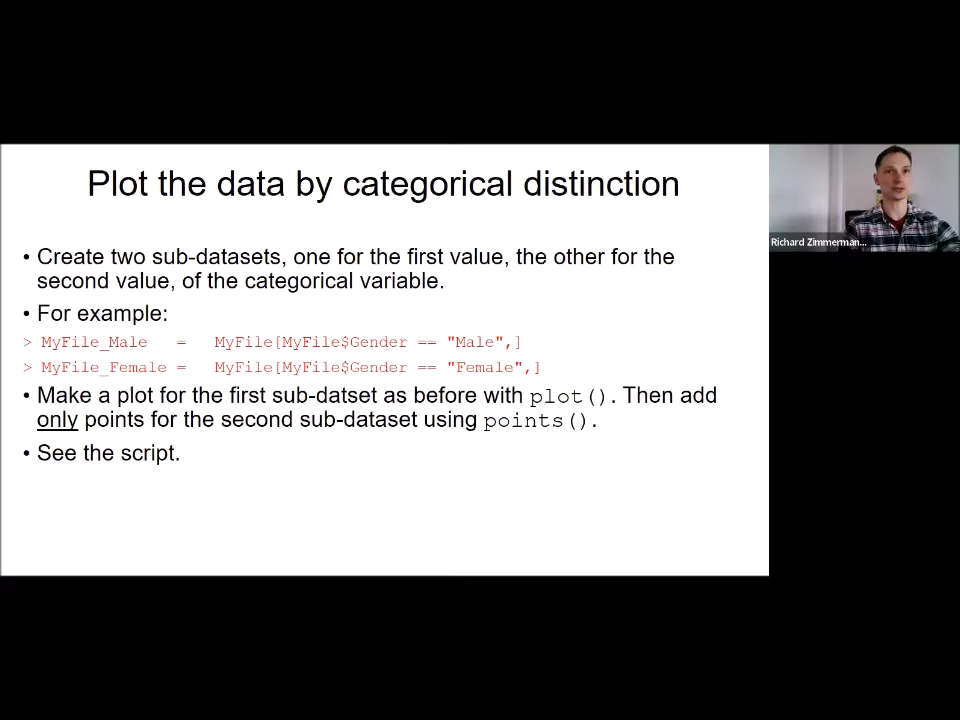 Plot the data by categorical distinction
• Create two sub-datasets, one for the first value, the other for the
second value, of the categorical variable.
• For example:
> MyFile_Male = MyFile[MyFile$Gender == "Male",]
> MyFile_Female = MyFile[MyFile$Gender == "Female",]
• Make a plot for the first sub-datset as before with plot(). Then add
only points for the second sub-dataset using points().
• See the script.
Richard Zimmerman...